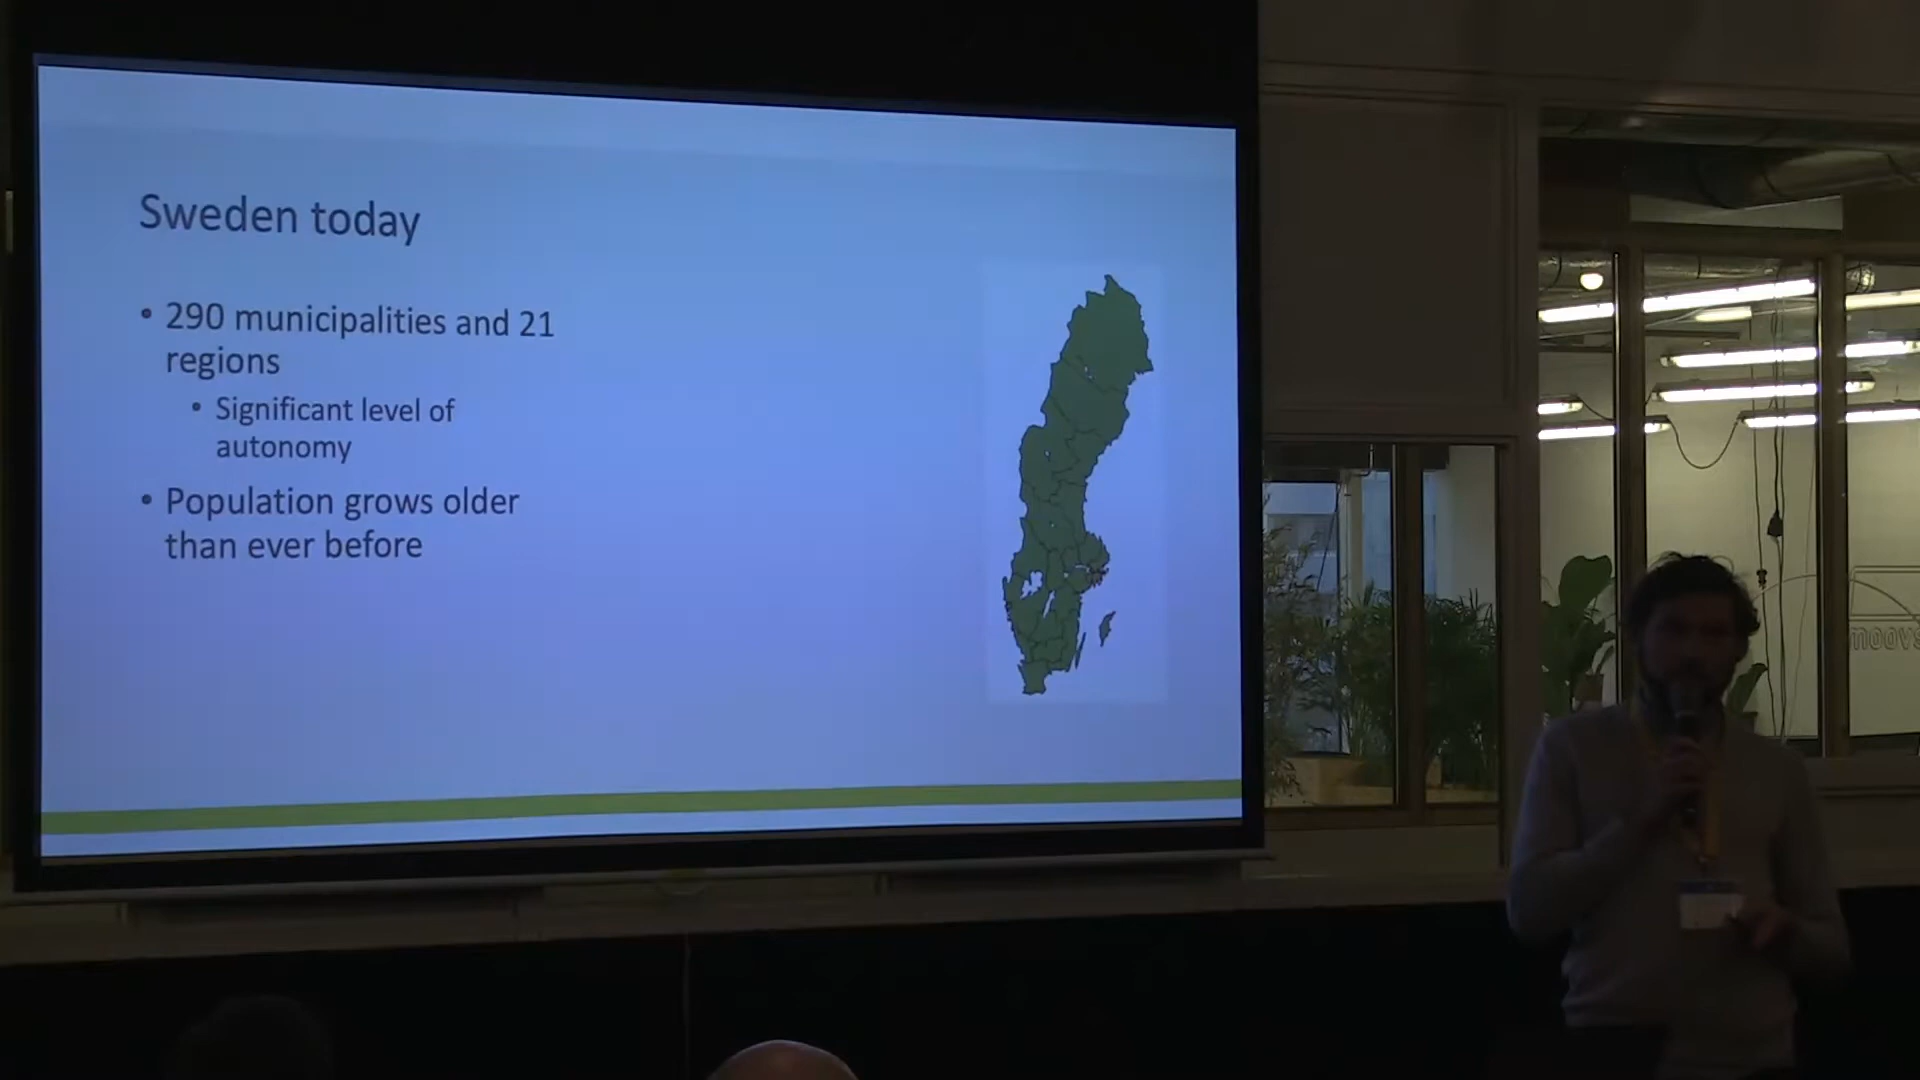 Sweden today
• 290 municipalities and 21
regions
• Significant level of
autonomy
• Population grows older
than ever before